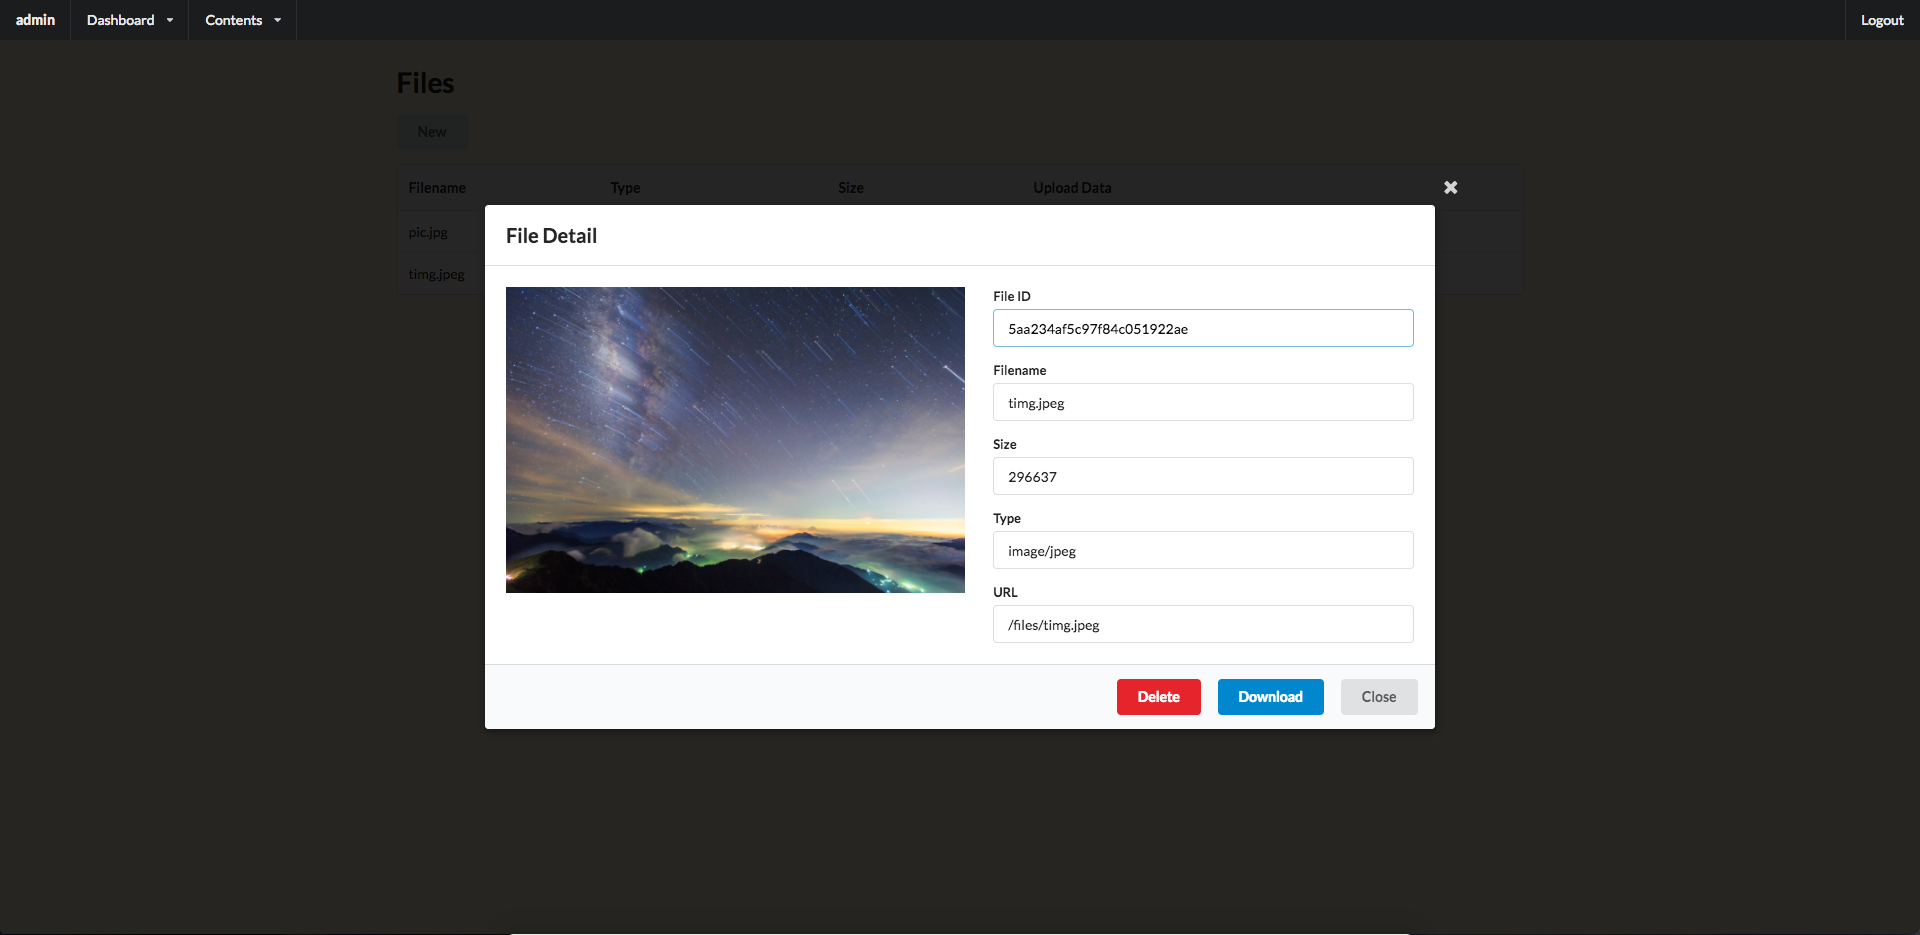 admin Dashboard Contents Logout
Files
New
Filename Type Size Upload Data
pic.jpg
timg.jpeg
File Detail
File ID
5aa234af5c97f84c051922ae
Filename
timg.jpeg
Size
296637
Type
image/jpeg
URL
/files/timg.jpeg
Delete Download Close